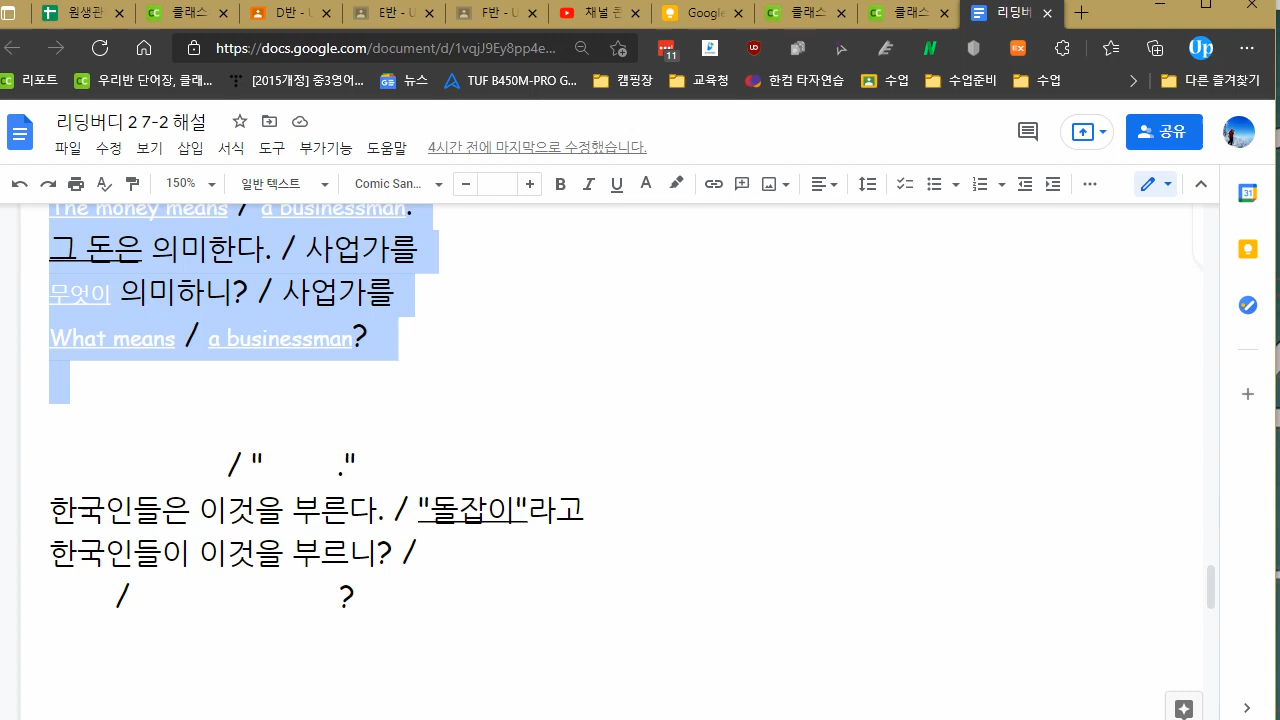 원생관
클래스
D반 - U
E반 - U
F반 - U
채널 콘
Google
클래스
클래스
리딩버
https://docs.google.com/document/d/1vqjJ9Ey8pp4e...
11
Up
리포트
우리반 단어장, 클래...
[2015개정] 중3영어...
뉴스
TUF B450M-PRO G...
캠핑장
교육청
한컴 타자연습
수업
수업준비
수업
다른 즐겨찾기
리딩버디 2 7-2 해설
파일 수정 보기 삽입 서식 도구 부가기능 도움말 4시간 전에 마지막으로 수정했습니다.
공유
150% 일반 텍스트 Comic San... − + B I U A
31
The money means / a businessman.
그 돈은 의미한다. / 사업가를
무엇이 의미하니? / 사업가를
What means / a businessman?
/ " ."
한국인들은 이것을 부른다. / "돌잡이"라고
한국인들이 이것을 부르니? /
/ ?